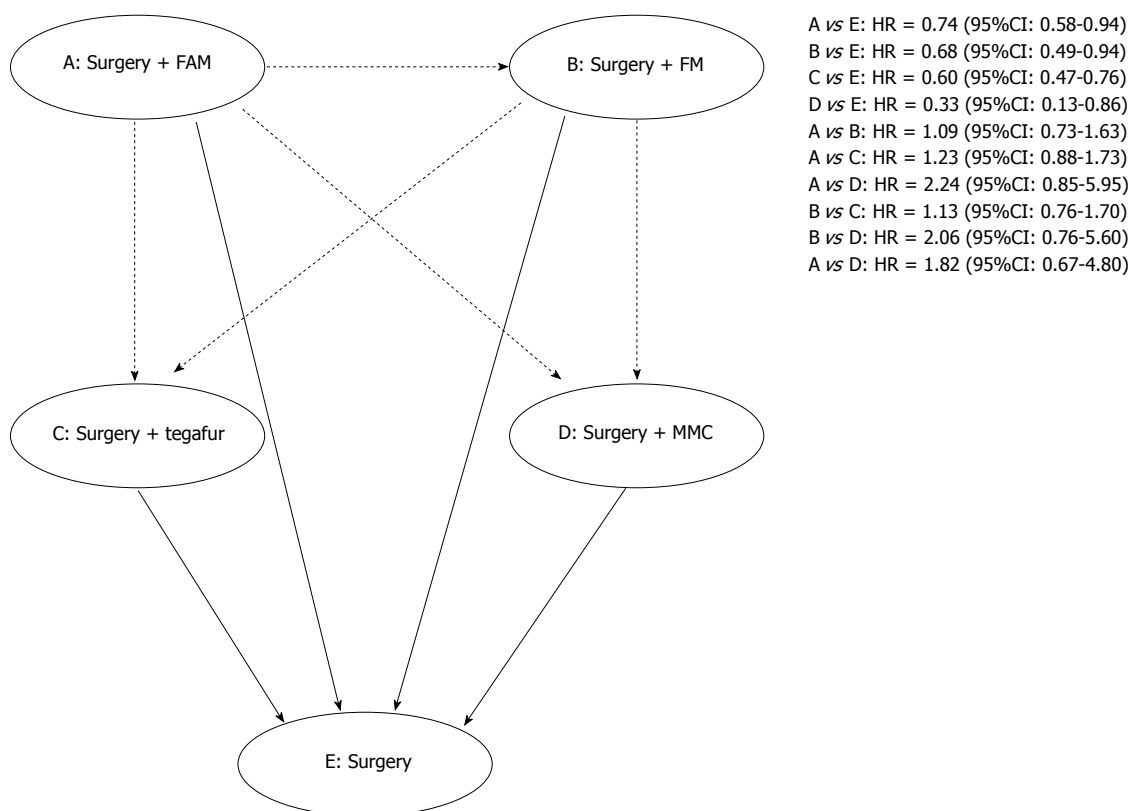 A: Surgery + FAM
B: Surgery + FM
A vs E: HR = 0.74 (95%CI: 0.58-0.94)
B vs E: HR = 0.68 (95%CI: 0.49-0.94)
C vs E: HR = 0.60 (95%CI: 0.47-0.76)
D vs E: HR = 0.33 (95%CI: 0.13-0.86)
A vs B: HR = 1.09 (95%CI: 0.73-1.63)
A vs C: HR = 1.23 (95%CI: 0.88-1.73)
A vs D: HR = 2.24 (95%CI: 0.85-5.95)
B vs C: HR = 1.13 (95%CI: 0.76-1.70)
B vs D: HR = 2.06 (95%CI: 0.76-5.60)
A vs D: HR = 1.82 (95%CI: 0.67-4.80)
C: Surgery + tegafur
D: Surgery + MMC
E: Surgery